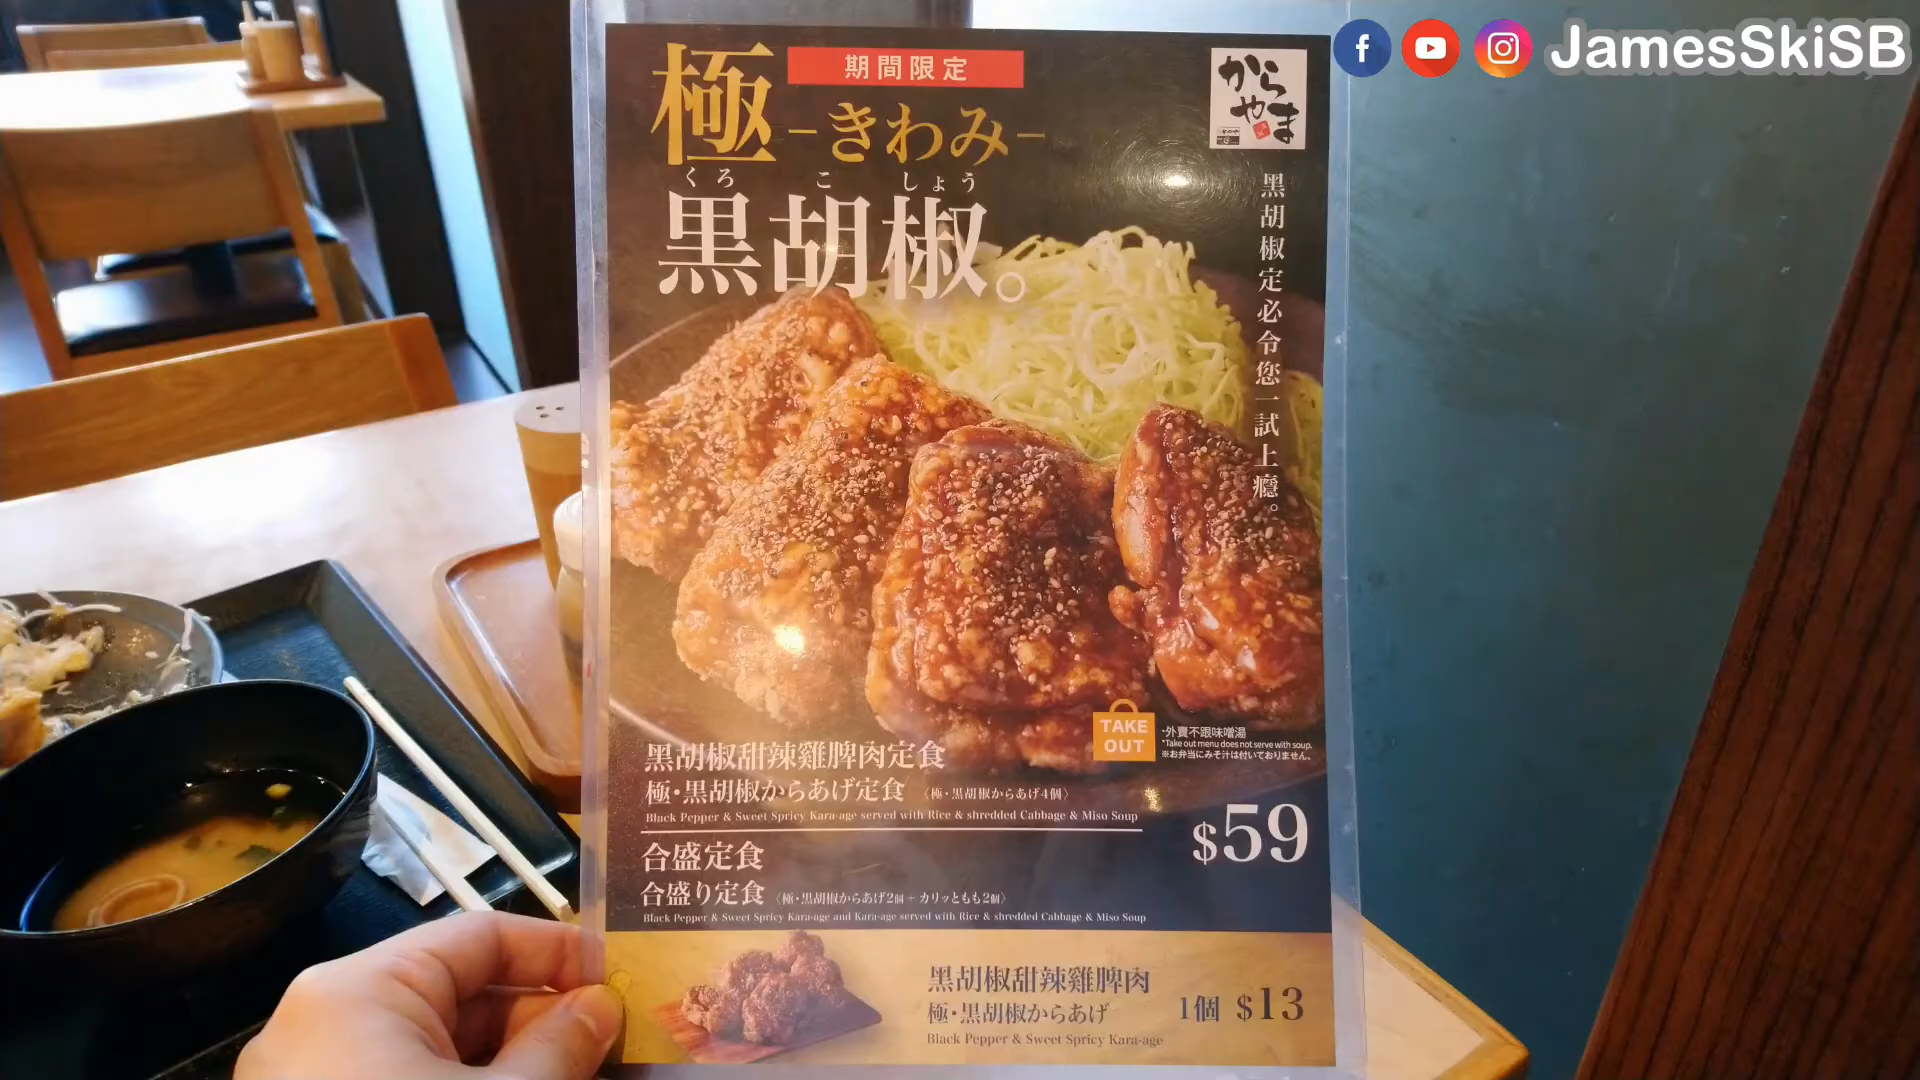 JamesSkiSB
期間限定
極
－きわみ－
くろ こ しょう
黒胡椒。
からやま
黑胡椒定必令您一試上癮。
TAKE
OUT
*外賣不跟味噌湯
*Take out menu does not serve with soup.
※お弁当にみそ汁は付いておりません。
黑胡椒甜辣雞脾肉定食
極・黒胡椒からあげ定食 〈極・黒胡椒からあげ4個〉
Black Pepper & Sweet Spricy Kara-age served with Rice & shredded Cabbage & Miso Soup
$59
合盛定食
合盛り定食 〈極・黒胡椒からあげ2個＋カリッともも2個〉
Black Pepper & Sweet Spricy Kara-age and Kara-age served with Rice & shredded Cabbage & Miso Soup
黑胡椒甜辣雞脾肉
極・黒胡椒からあげ
Black Pepper & Sweet Spricy Kara-age
1個 $13